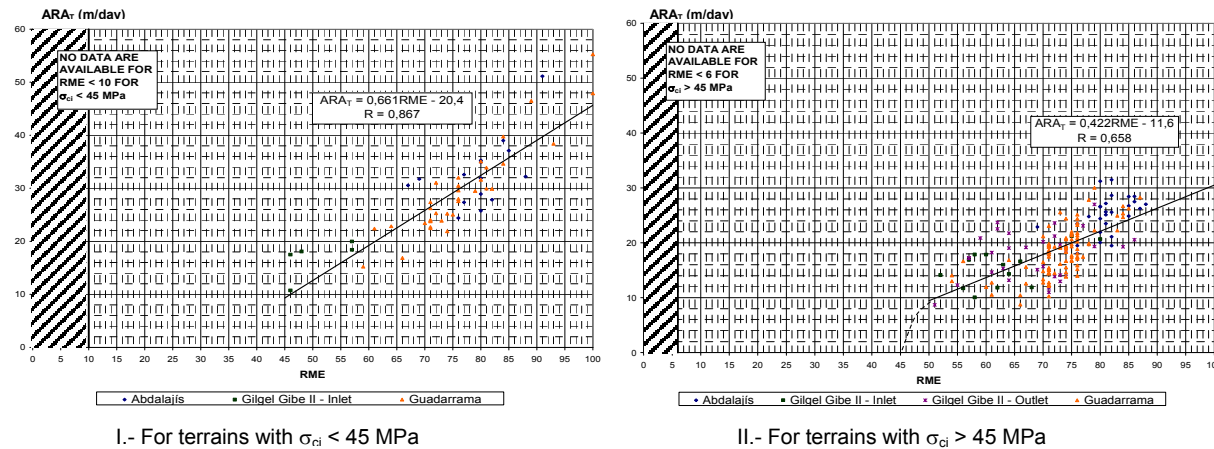 ARAT (m/day)
60
50
40
30
20
10
0
NO DATA ARE
AVAILABLE FOR
RME < 10 FOR
σci < 45 MPa
ARAT = 0,661RME - 20,4
R = 0,867
0 5 10 15 20 25 30 35 40 45 50 55 60 65 70 75 80 85 90 95 100
RME
Abdalajís Gilgel Gibe II - Inlet Guadarrama
I.- For terrains with σci < 45 MPa
ARAT (m/day)
60
50
40
30
20
10
0
NO DATA ARE
AVAILABLE FOR
RME < 6 FOR
σci > 45 MPa
ARAT = 0,422RME - 11,6
R = 0,658
0 5 10 15 20 25 30 35 40 45 50 55 60 65 70 75 80 85 90 95 100
RME
Abdalajís Gilgel Gibe II - Inlet Gilgel Gibe II - Outlet Guadarrama
II.- For terrains with σci > 45 MPa